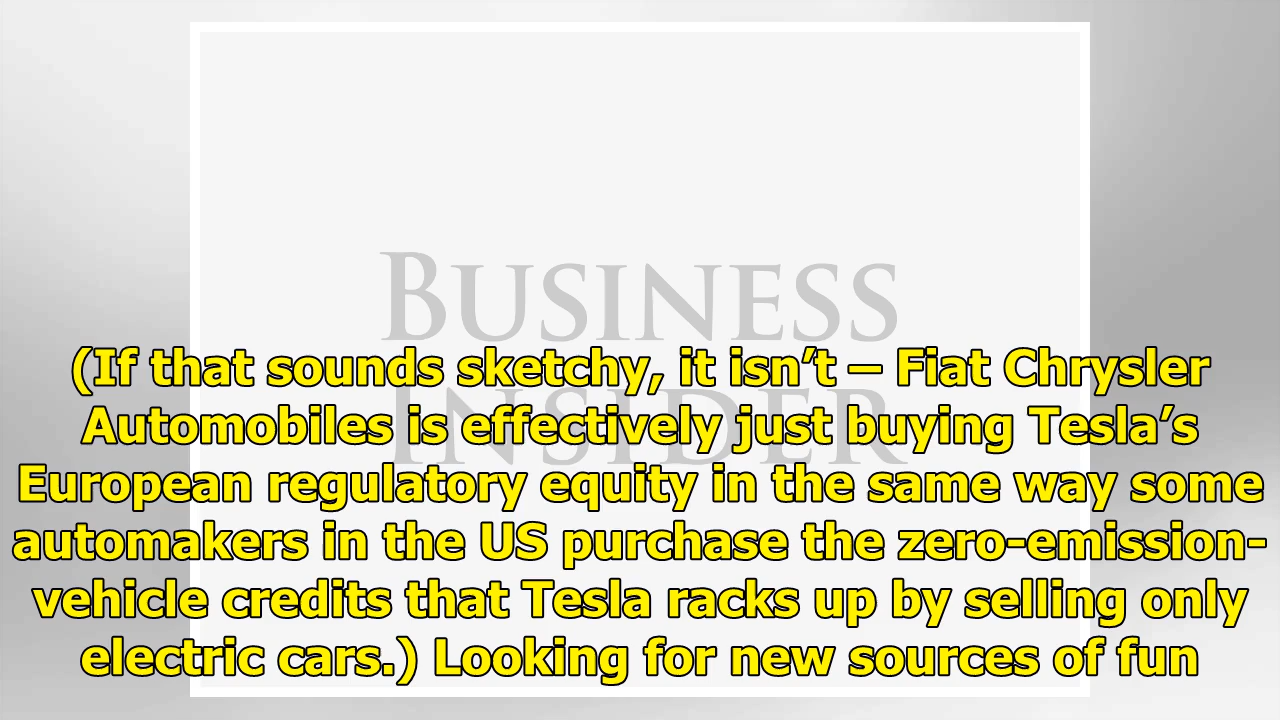 BUSINESS
INSIDER
(If that sounds sketchy, it isn’t – Fiat Chrysler
Automobiles is effectively just buying Tesla’s
European regulatory equity in the same way some
automakers in the US purchase the zero-emission-
vehicle credits that Tesla racks up by selling only
electric cars.) Looking for new sources of fun